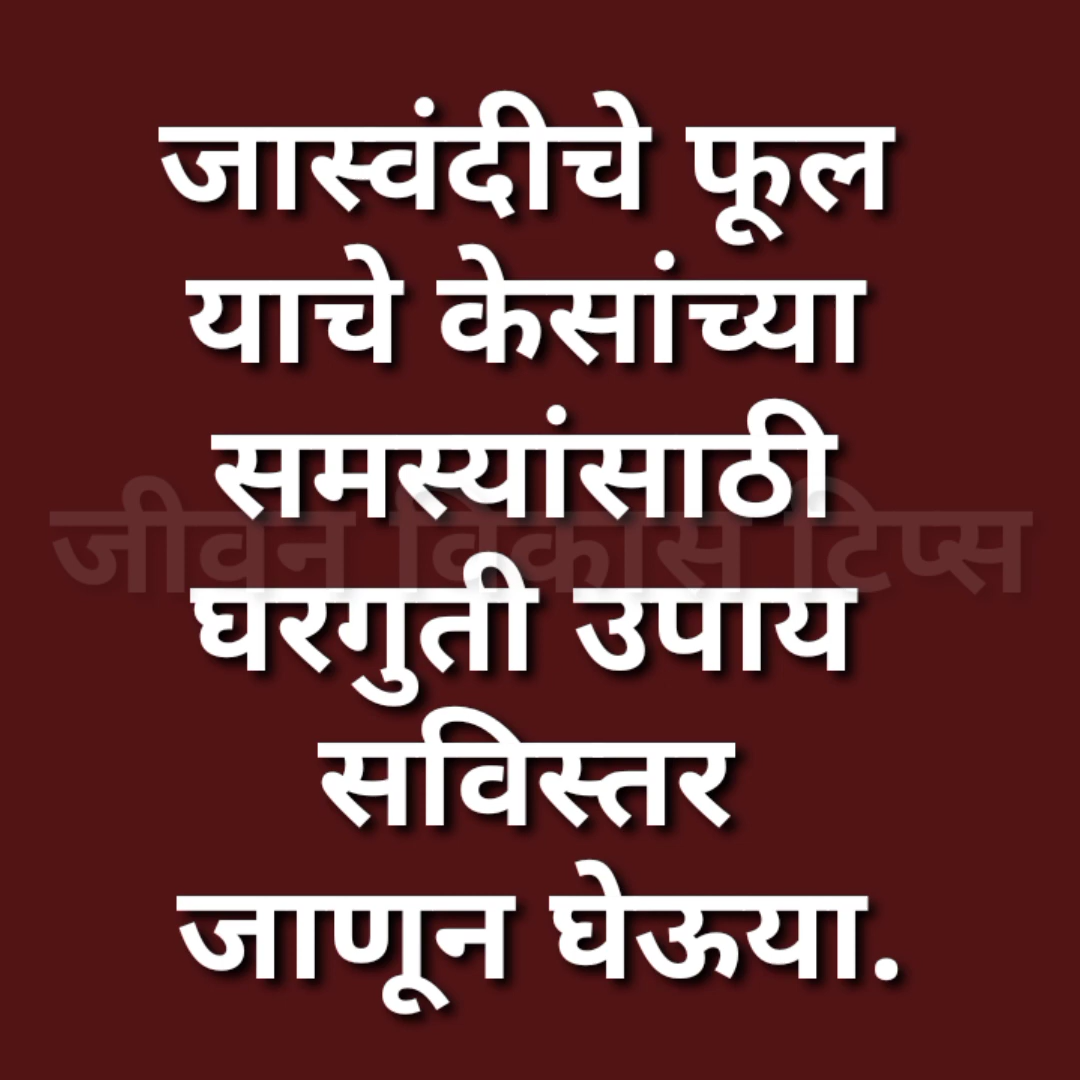 जास्वंदीचे फूल
याचे केसांच्या
समस्यांसाठी
जीवन विकास टिप्स
घरगुती उपाय
सविस्तर
जाणून घेऊया.